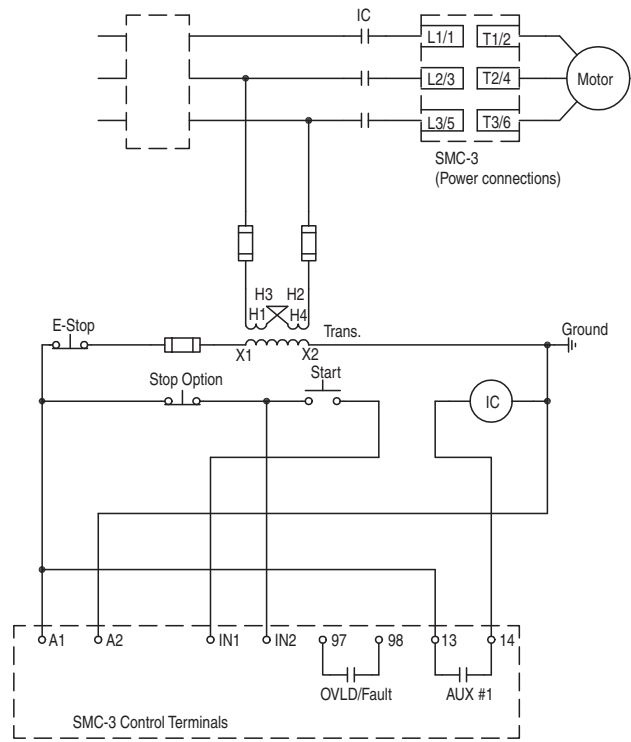 IC
L1/1 T1/2
L2/3 T2/4
Motor
L3/5 T3/6
SMC-3
(Power connections)
H3 H2
H1 H4
E-Stop
Trans.
Ground
X1 X2
Stop Option
Start
IC
A1 A2 IN1 IN2 97 98 13 14
OVLD/Fault AUX #1
SMC-3 Control Terminals